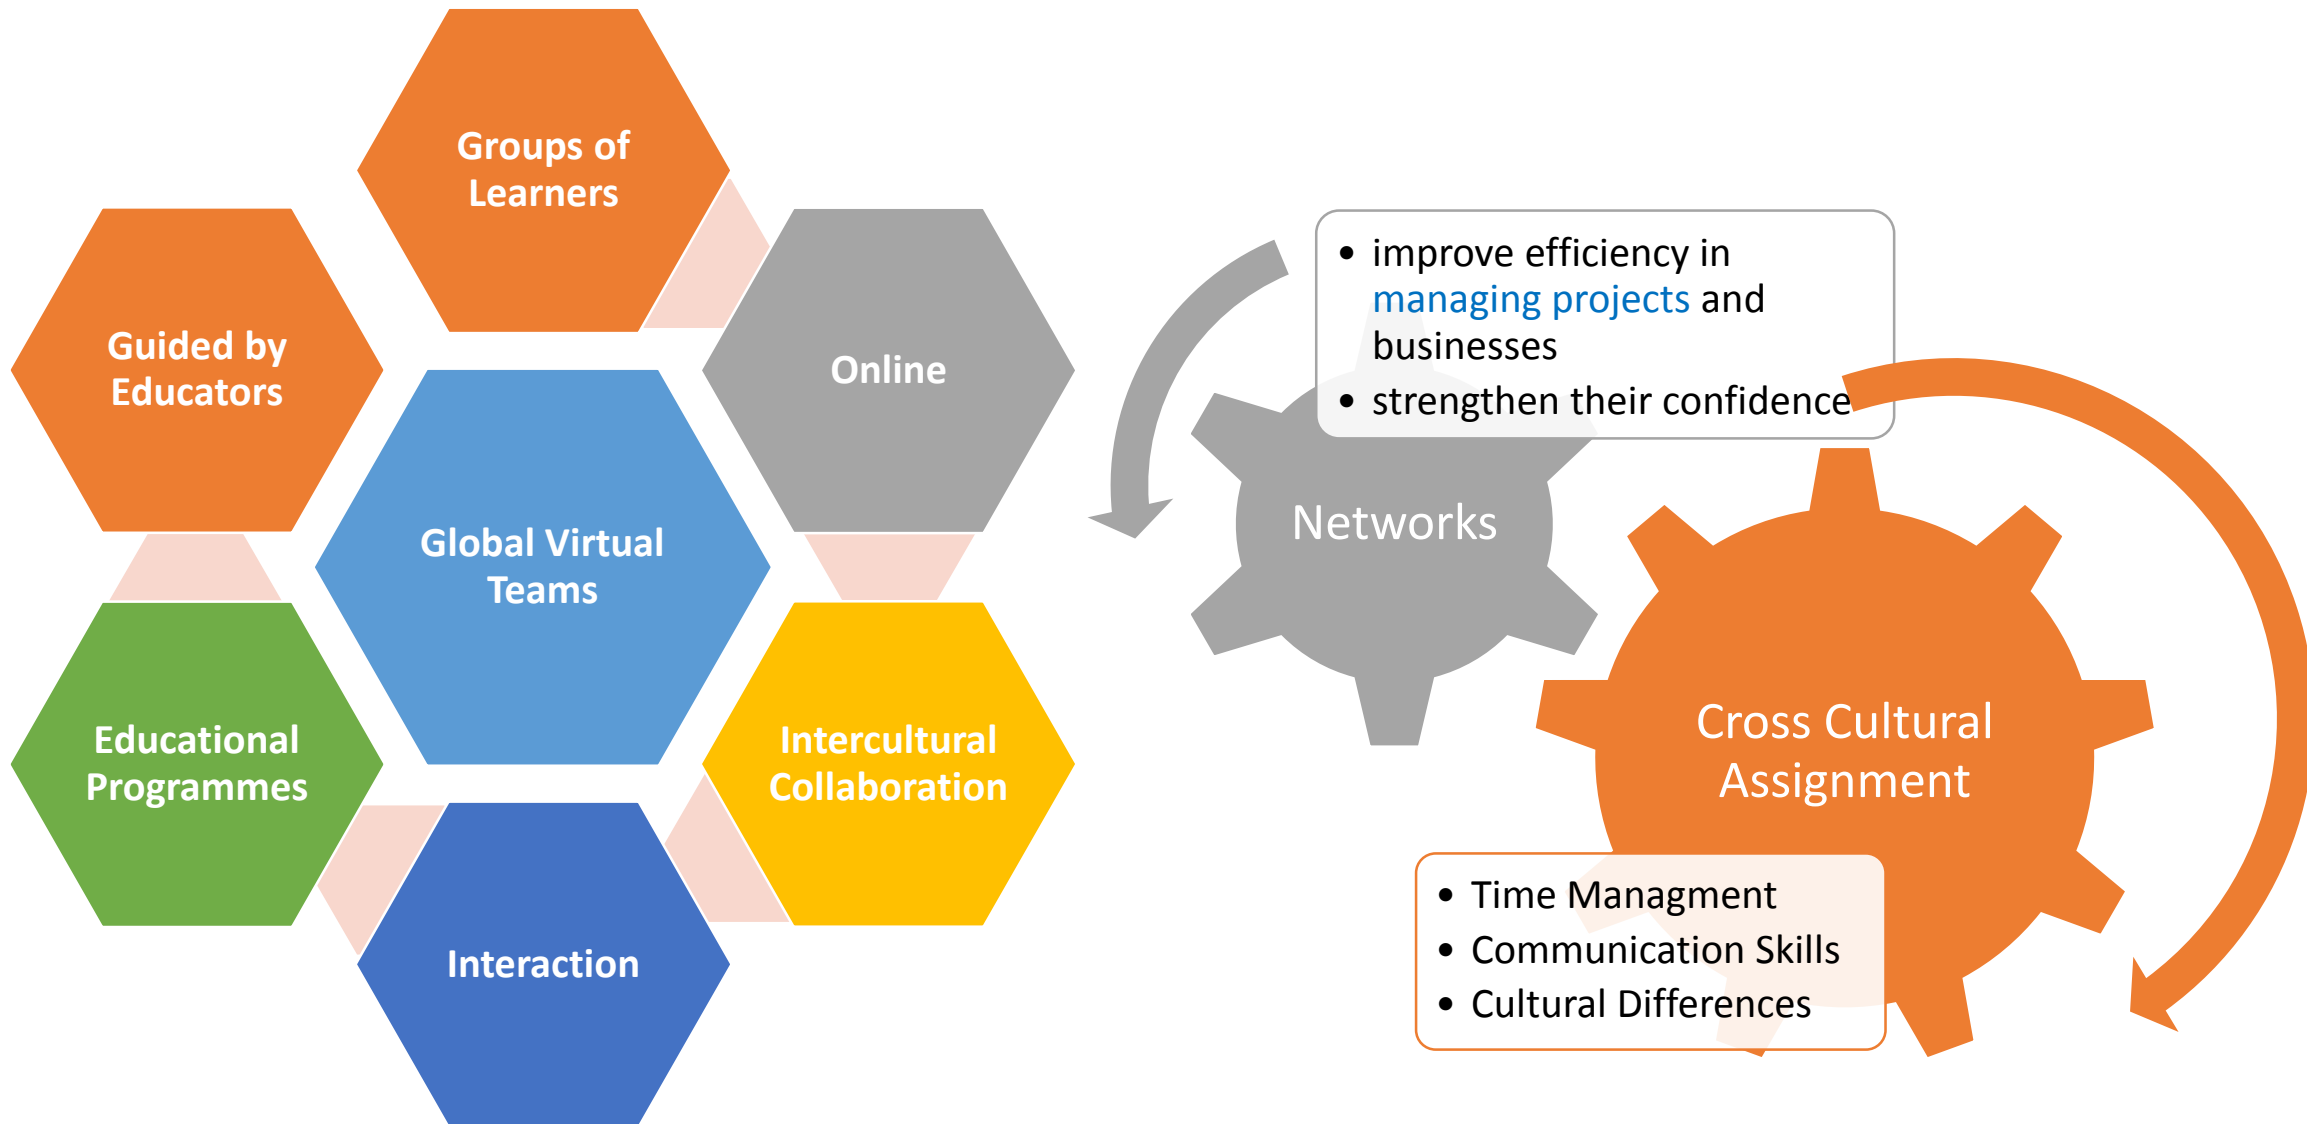 Groups of
Learners
Guided by
Educators
Online
Global Virtual
Teams
Educational
Programmes
Intercultural
Collaboration
Interaction
• improve efficiency in
managing projects and
businesses
• strengthen their confidence
Networks
Cross Cultural
Assignment
• Time Managment
• Communication Skills
• Cultural Differences